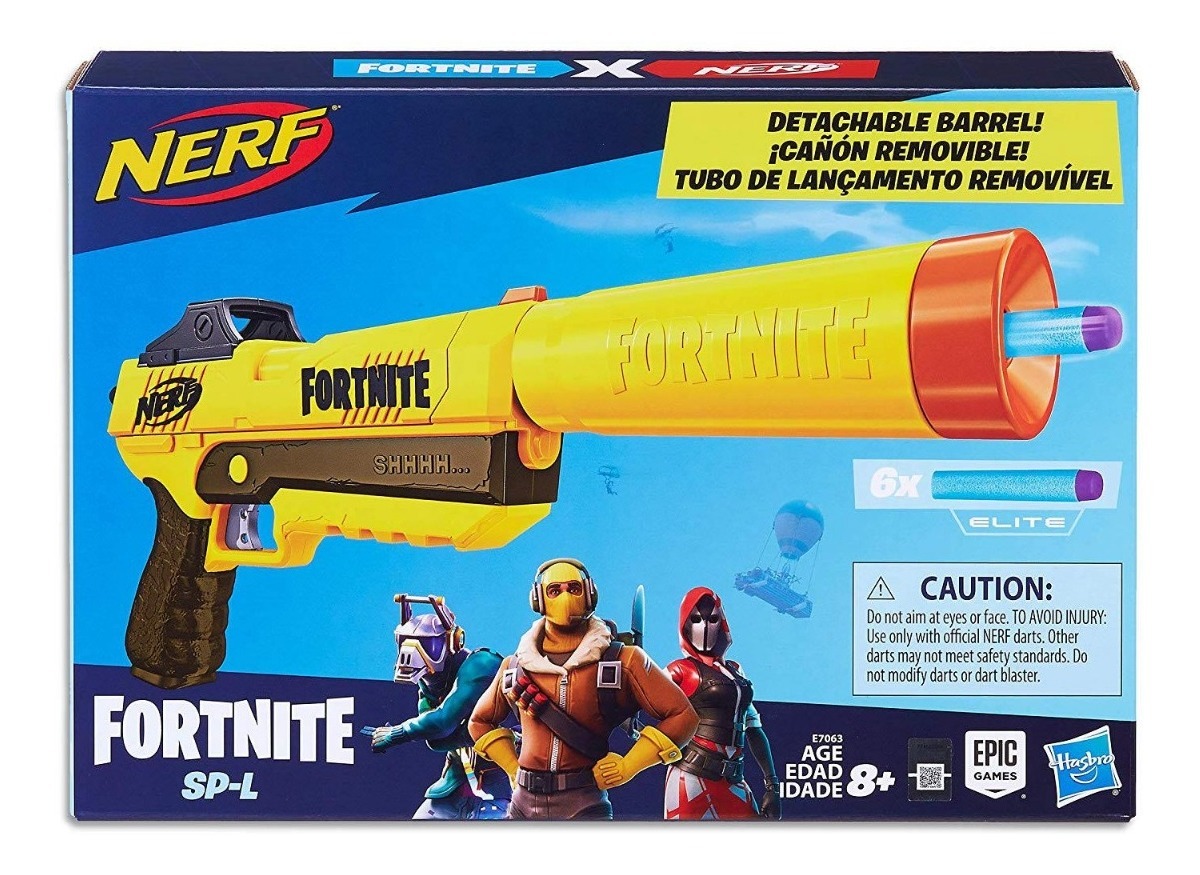 FORTNITE X NERF
NERF
DETACHABLE BARREL!
¡CAÑÓN REMOVIBLE!
TUBO DE LANÇAMENTO REMOVÍVEL
FORTNITE
NERF
FORTNITE
SHHHH...
6x
ELITE
CAUTION:
Do not aim at eyes or face. TO AVOID INJURY:
Use only with official NERF darts. Other
darts may not meet safety standards. Do
not modify darts or dart blaster.
FORTNITE
SP-L
E7063
AGE
EDAD
IDADE 8+
EPIC
GAMES
Hasbro